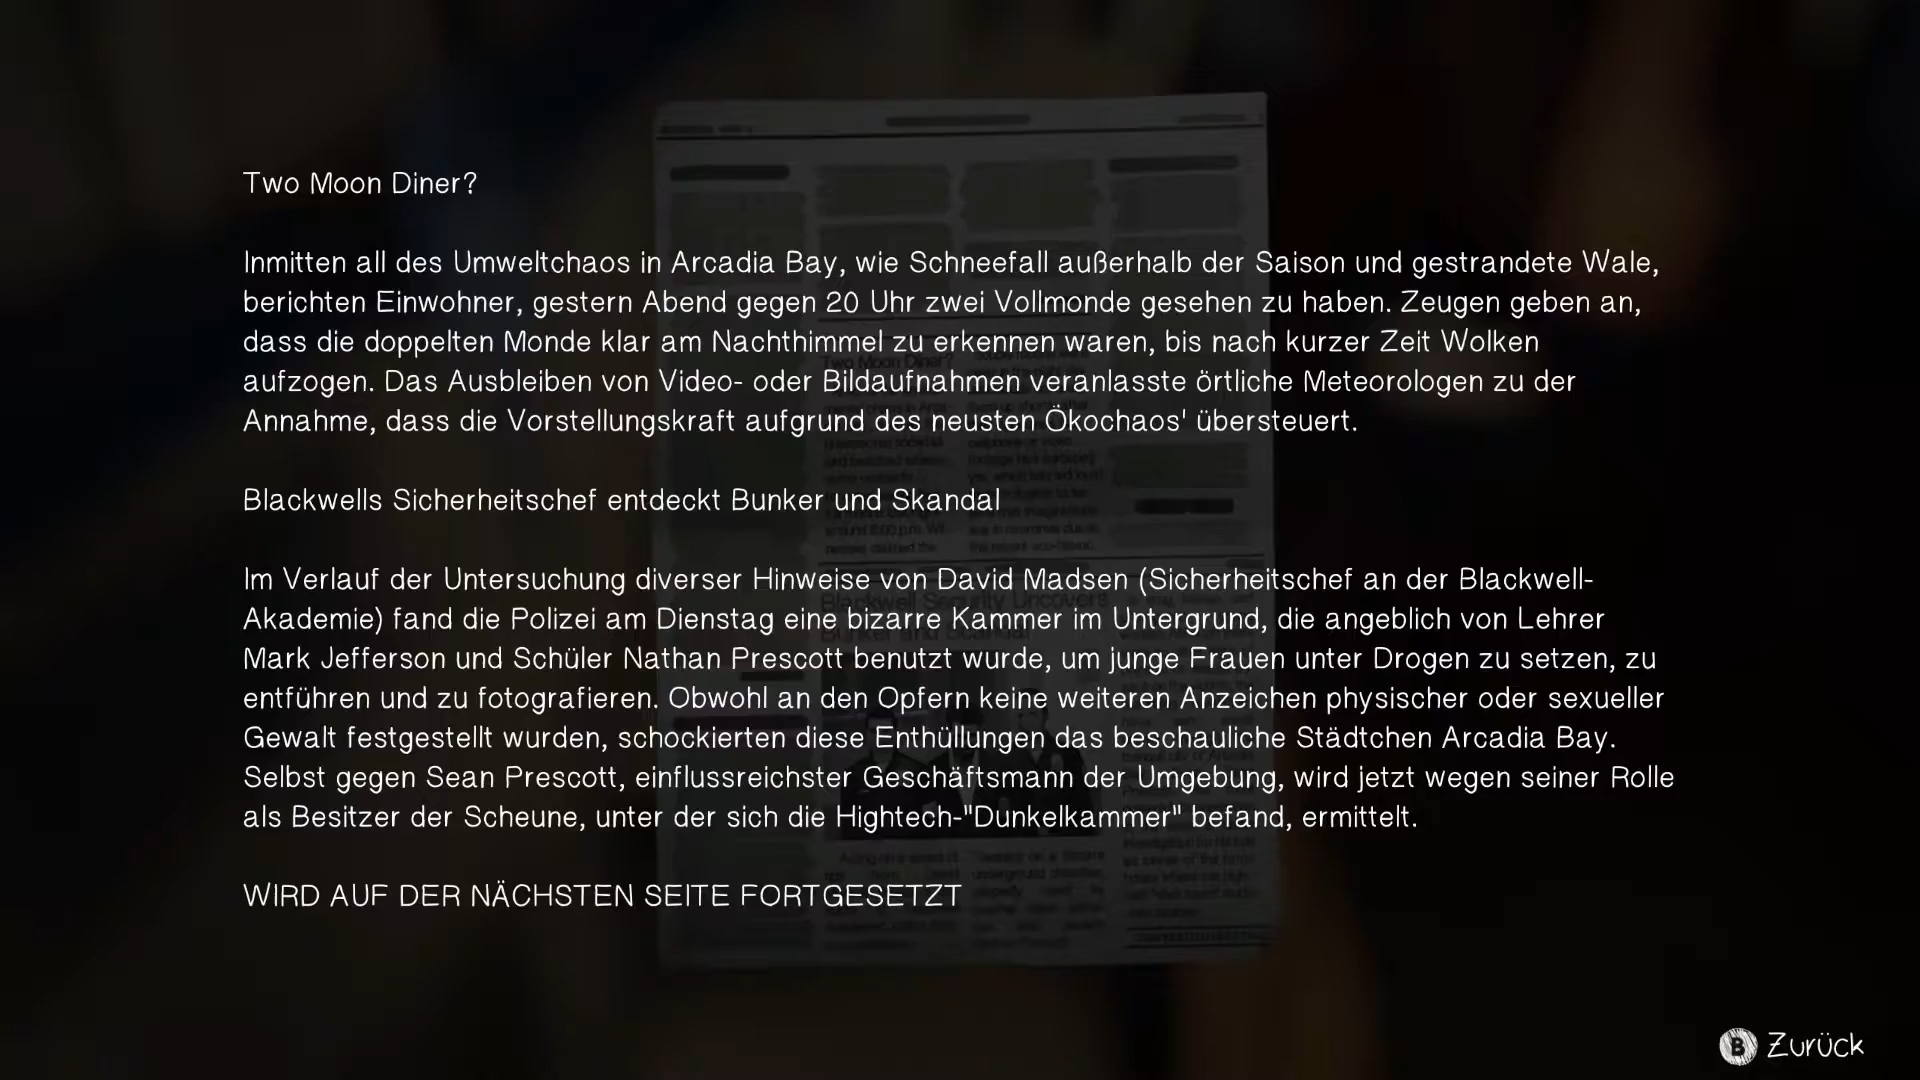 Two Moon Diner?
Inmitten all des Umweltchaos in Arcadia Bay, wie Schneefall außerhalb der Saison und gestrandete Wale,
berichten Einwohner, gestern Abend gegen 20 Uhr zwei Vollmonde gesehen zu haben. Zeugen geben an,
dass die doppelten Monde klar am Nachthimmel zu erkennen waren, bis nach kurzer Zeit Wolken
aufzogen. Das Ausbleiben von Video- oder Bildaufnahmen veranlasste örtliche Meteorologen zu der
Annahme, dass die Vorstellungskraft aufgrund des neusten Ökochaos' übersteuert.
Blackwells Sicherheitschef entdeckt Bunker und Skandal
Im Verlauf der Untersuchung diverser Hinweise von David Madsen (Sicherheitschef an der Blackwell-
Akademie) fand die Polizei am Dienstag eine bizarre Kammer im Untergrund, die angeblich von Lehrer
Mark Jefferson und Schüler Nathan Prescott benutzt wurde, um junge Frauen unter Drogen zu setzen, zu
entführen und zu fotografieren. Obwohl an den Opfern keine weiteren Anzeichen physischer oder sexueller
Gewalt festgestellt wurden, schockierten diese Enthüllungen das beschauliche Städtchen Arcadia Bay.
Selbst gegen Sean Prescott, einflussreichster Geschäftsmann der Umgebung, wird jetzt wegen seiner Rolle
als Besitzer der Scheune, unter der sich die Hightech-"Dunkelkammer" befand, ermittelt.
WIRD AUF DER NÄCHSTEN SEITE FORTGESETZT
B Zurück